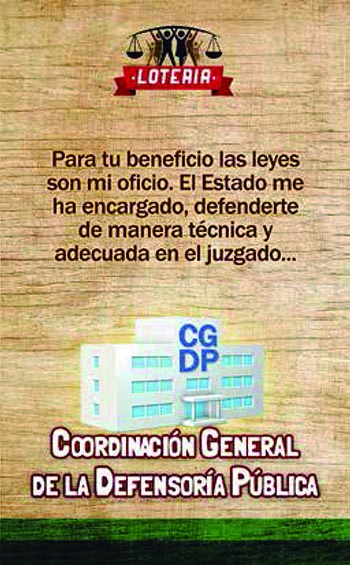 ·LOTERIA·
Para tu beneficio las leyes
son mi oficio. El Estado me
ha encargado, defenderte
de manera técnica y
adecuada en el juzgado...
CG
DP
COORDINACIÓN GENERAL
DE LA DEFENSORÍA PÚBLICA